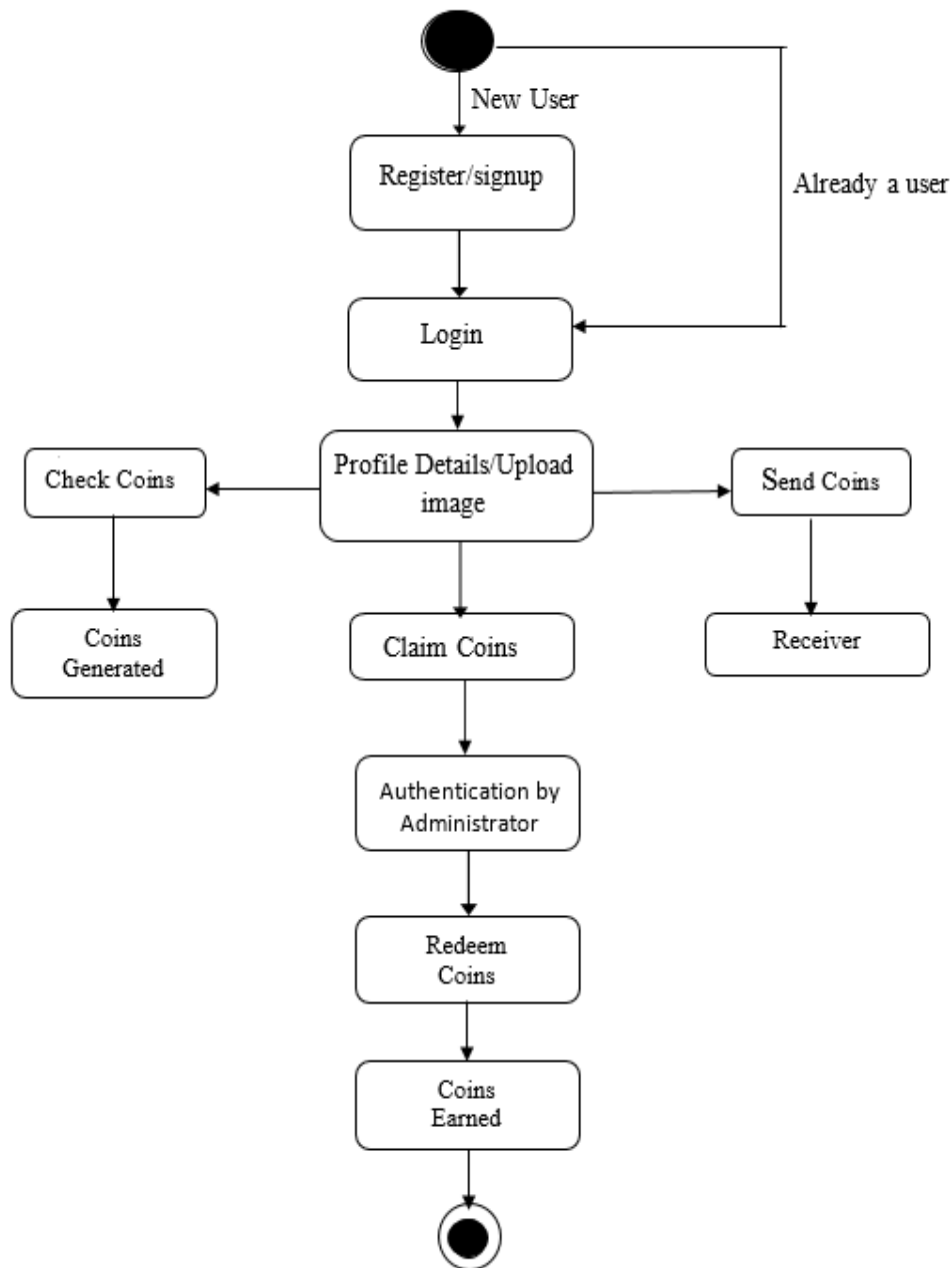 New User
Register/signup
Already a user
Login
Profile Details/Upload
image
Check Coins
Send Coins
Coins
Generated
Claim Coins
Receiver
Authentication by
Administrator
Redeem
Coins
Coins
Earned